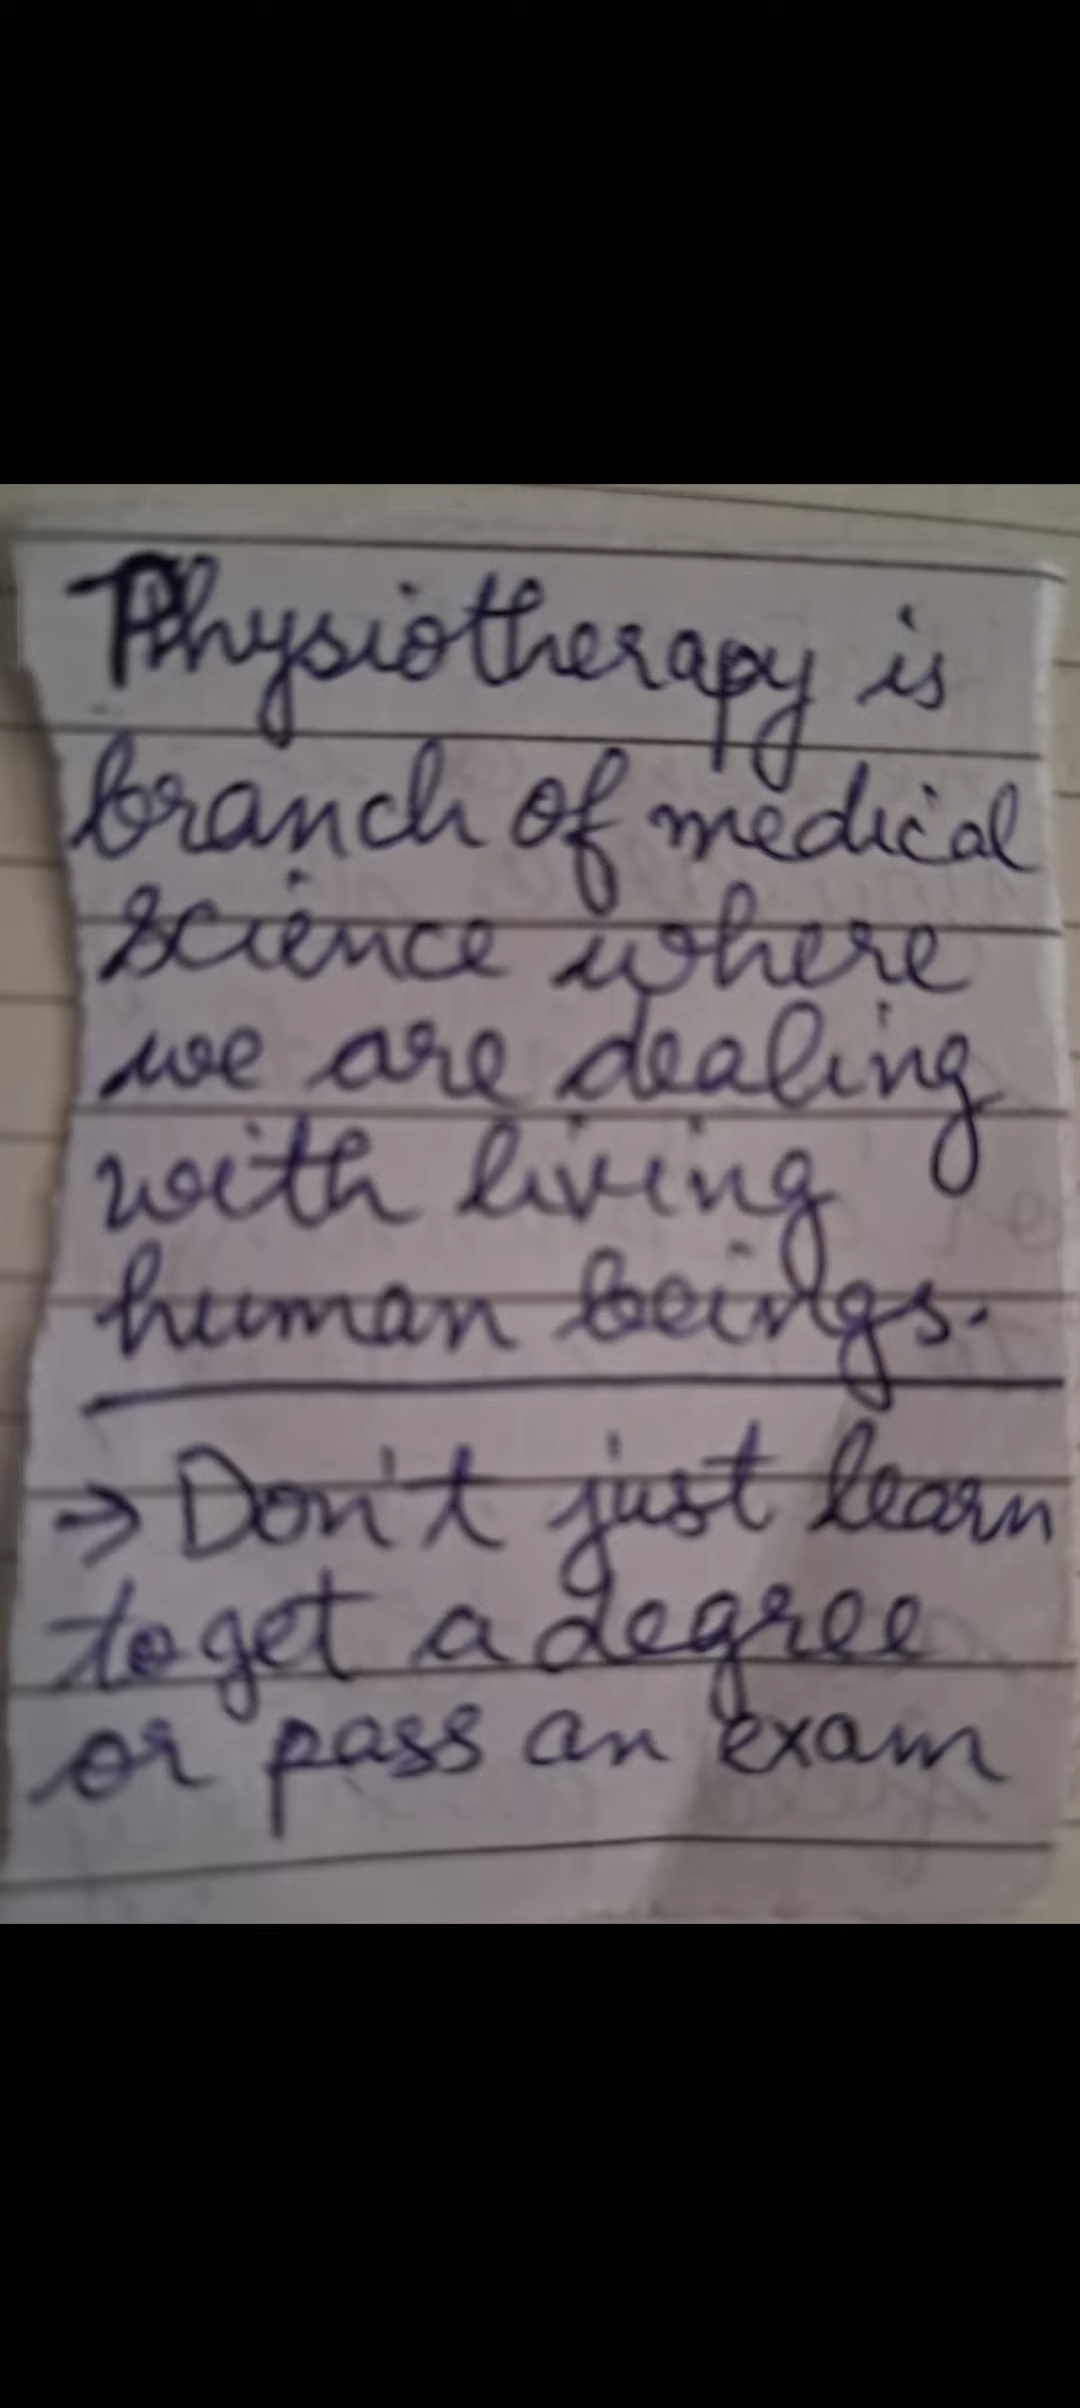 Physiotherapy is
branch of medical
science where
we are dealing
with living
human beings.
→ Don't just learn
to get a degree
or pass an exam